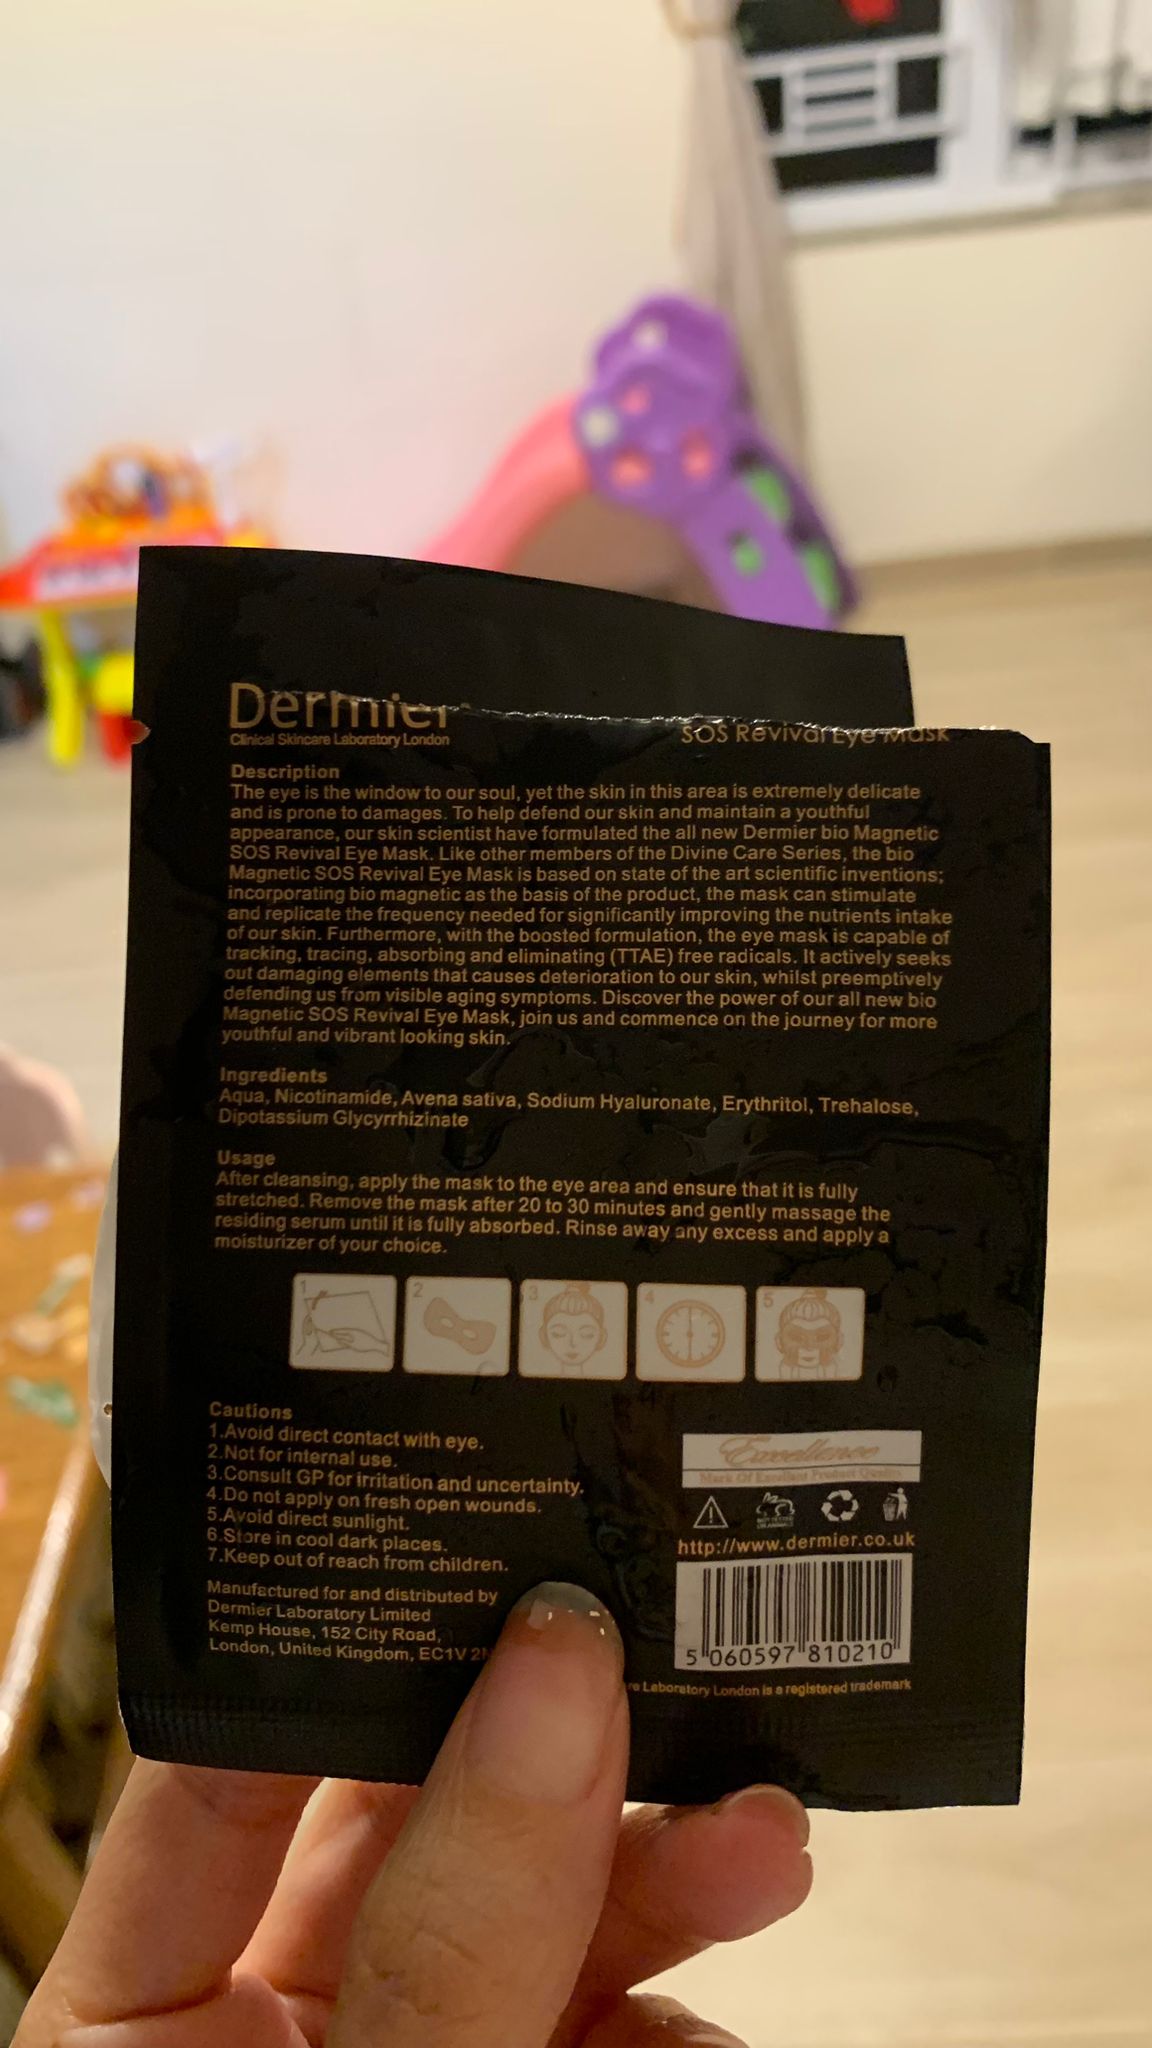 Dermier
Clinical Skincare Laboratory London
SOS Revival Eye Mask
Description
The eye is the window to our soul, yet the skin in this area is extremely delicate
and is prone to damages. To help defend our skin and maintain a youthful
appearance, our skin scientist have formulated the all new Dermier bio Magnetic
SOS Revival Eye Mask. Like other members of the Divine Care Series, the bio
Magnetic SOS Revival Eye Mask is based on state of the art scientific inventions;
incorporating bio magnetic as the basis of the product, the mask can stimulate
and replicate the frequency needed for significantly improving the nutrients intake
of our skin. Furthermore, with the boosted formulation, the eye mask is capable of
tracking, tracing, absorbing and eliminating (TTAE) free radicals. It actively seeks
out damaging elements that causes deterioration to our skin, whilst preemptively
defending us from visible aging symptoms. Discover the power of our all new bio
Magnetic SOS Revival Eye Mask, join us and commence on the journey for more
youthful and vibrant looking skin.
Ingredients
Aqua, Nicotinamide, Avena sativa, Sodium Hyaluronate, Erythritol, Trehalose,
Dipotassium Glycyrrhizinate
Usage
After cleansing, apply the mask to the eye area and ensure that it is fully
stretched. Remove the mask after 20 to 30 minutes and gently massage the
residing serum until it is fully absorbed. Rinse away any excess and apply a
moisturizer of your choice.
1 2 3 4 5
Cautions
1.Avoid direct contact with eye.
2.Not for internal use.
3.Consult GP for irritation and uncertainty.
4.Do not apply on fresh open wounds.
5.Avoid direct sunlight.
6.Store in cool dark places.
7.Keep out of reach from children.
Manufactured for and distributed by
Dermier Laboratory Limited
Kemp House, 152 City Road,
London, United Kingdom, EC1V 2N
Excellence
Mark Of Excellent Product Quality
NOT TESTED
ON ANIMALS
http://www.dermier.co.uk
5 060597 810210
Laboratory London is a registered trademark